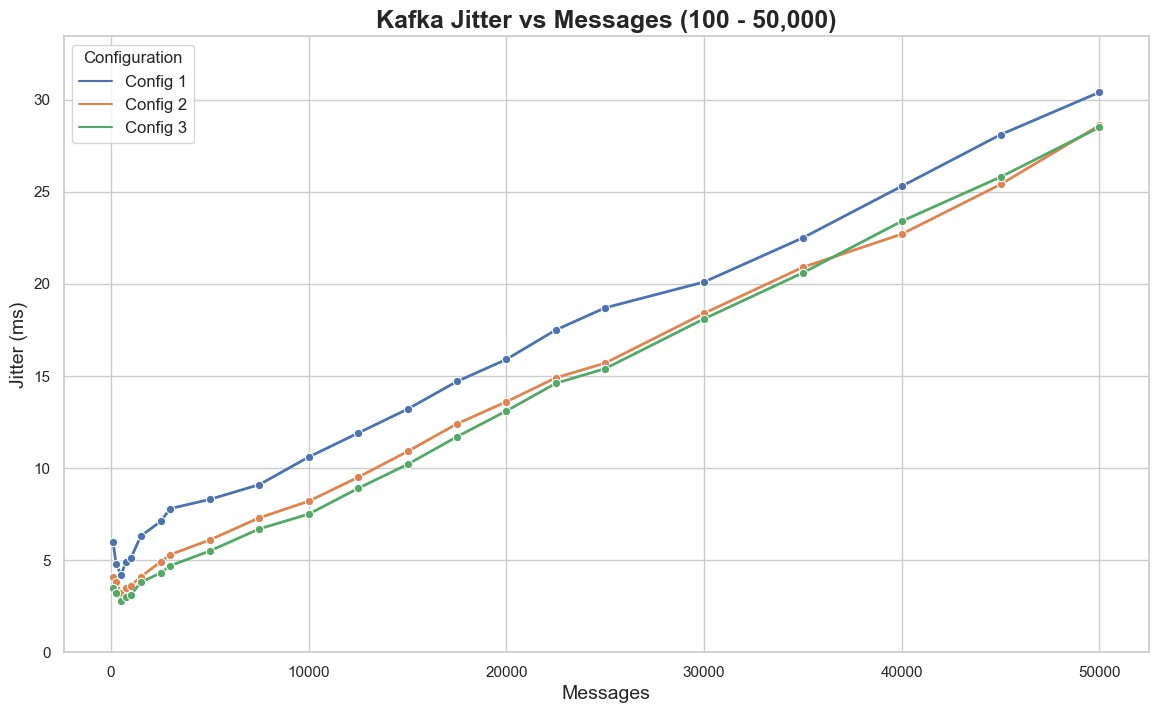 Kafka Jitter vs Messages (100 - 50,000)
Configuration
Config 1
Config 2
Config 3
Jitter (ms)
30
25
20
15
10
5
0
0 10000 20000 30000 40000 50000
Messages